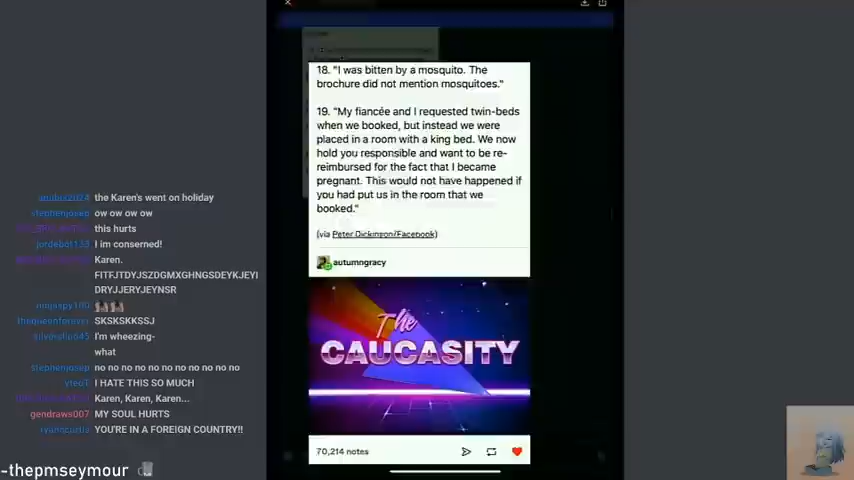 18. "I was bitten by a mosquito. The
brochure did not mention mosquitoes."
19. "My fiancée and I requested twin-beds
when we booked, but instead we were
placed in a room with a king bed. We now
hold you responsible and want to be re-
reimbursed for the fact that I became
pregnant. This would not have happened if
you had put us in the room that we
booked."
(via Peter Dickinson/Facebook)
autumngracy
The
CAUCASITY
70,214 notes
the Karen's went on holiday
ow ow ow ow
this hurts
I im conserned!
Karen.
FITFJTDYJSZDGMXGHNGSDEYKJEYI
DRYJJERYJEYNSR
SKSKSKKSSJ
I'm wheezing-
what
stephenjosep no no no no no no no no no no no
I HATE THIS SO MUCH
Karen, Karen, Karen...
gendraws007 MY SOUL HURTS
YOU'RE IN A FOREIGN COUNTRY!!
-thepmseymour